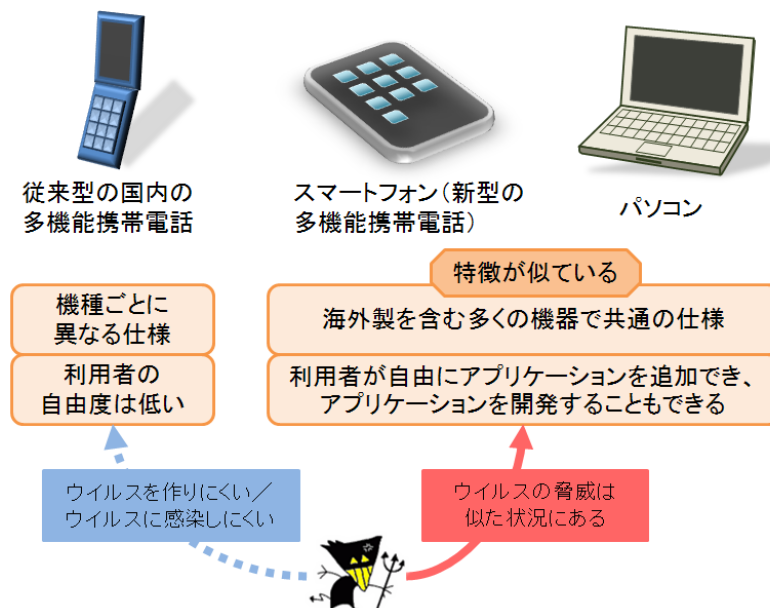 従来型の国内の
多機能携帯電話
スマートフォン（新型の
多機能携帯電話）
パソコン
特徴が似ている
機種ごとに
異なる仕様
海外製を含む多くの機器で共通の仕様
利用者の
自由度は低い
利用者が自由にアプリケーションを追加でき、
アプリケーションを開発することもできる
ウイルスを作りにくい／
ウイルスに感染しにくい
ウイルスの脅威は
似た状況にある